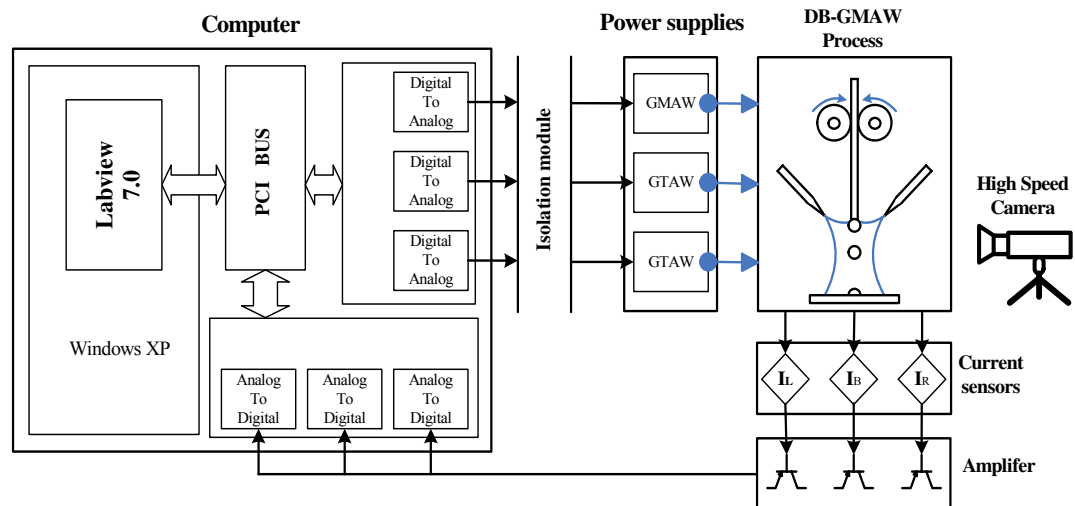 Computer
Power supplies
DB-GMAW
Process
Labview
7.0
PCI BUS
Digital
To
Analog
Digital
To
Analog
Digital
To
Analog
Isolation module
GMAW
GTAW
GTAW
High Speed
Camera
Windows XP
Analog
To
Digital
Analog
To
Digital
Analog
To
Digital
IL
IB
IR
Current
sensors
Amplifer